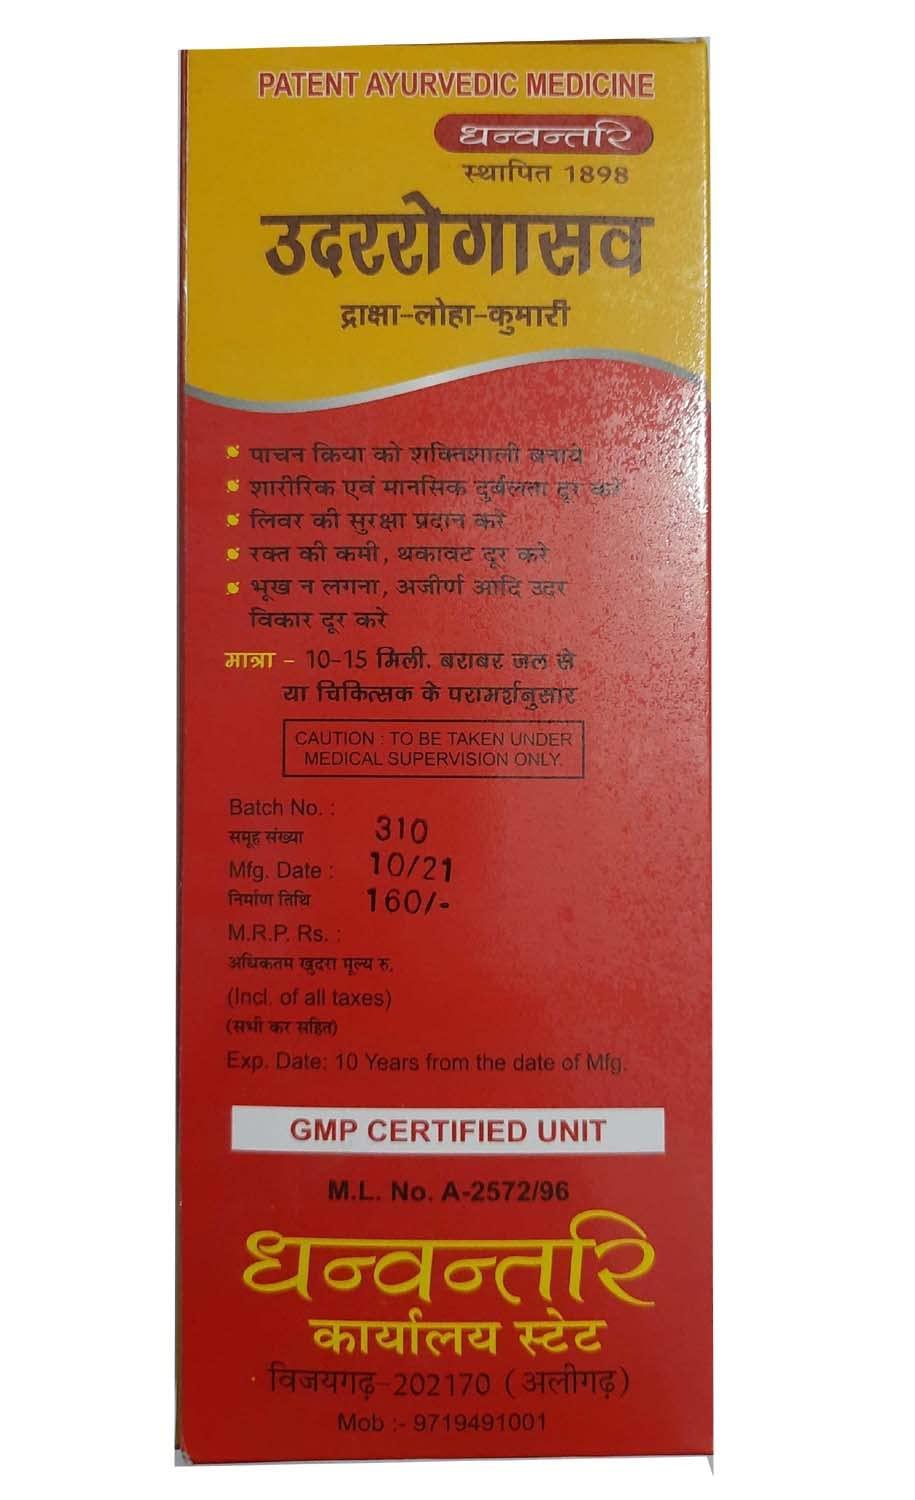 PATENT AYURVEDIC MEDICINE
धन्वन्तरि
स्थापित 1898
उदररोगासव
द्राक्षा-लोहा-कुमारी
पाचन क्रिया को शक्तिशाली बनाये
शारीरिक एवं मानसिक दुर्बलता दूर करे
लिवर की सुरक्षा प्रदान करे
रक्त की कमी, थकावट दूर करे
भूख न लगना, अजीर्ण आदि उदर
विकार दूर करे
मात्रा - 10-15 मिली. बराबर जल से
या चिकित्सक के परामर्शनुसार
CAUTION : TO BE TAKEN UNDER
MEDICAL SUPERVISION ONLY.
Batch No. :
समूह संख्या 310
Mfg. Date : 10/21
निर्माण तिथि 160/-
M.R.P. Rs. :
अधिकतम खुदरा मूल्य रु.
(Incl. of all taxes)
(सभी कर सहित)
Exp. Date: 10 Years from the date of Mfg.
GMP CERTIFIED UNIT
M.L. No. A-2572/96
धन्वन्तरि
कार्यालय स्टेट
विजयगढ़-202170 (अलीगढ़)
Mob :- 9719491001